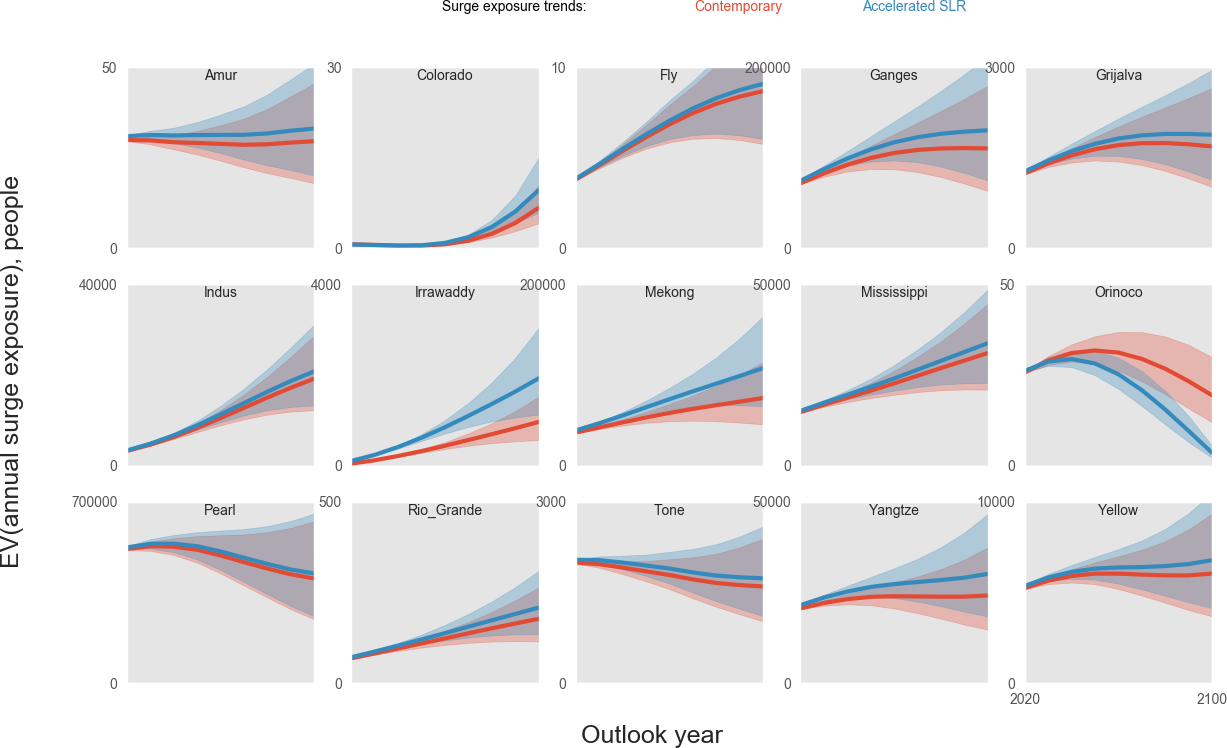 Surge exposure trends: Contemporary Accelerated SLR
50 Amur 30 Colorado 10 Fly 200000 Ganges 3000 Grijalva
0 0 0 0 0
40000 Indus 4000 Irrawaddy 200000 Mekong 50000 Mississippi 50 Orinoco
0 0 0 0 0
700000 Pearl 500 Rio_Grande 3000 Tone 50000 Yangtze 10000 Yellow
0 0 0 0 0
2020 2100
EV(annual surge exposure), people
Outlook year